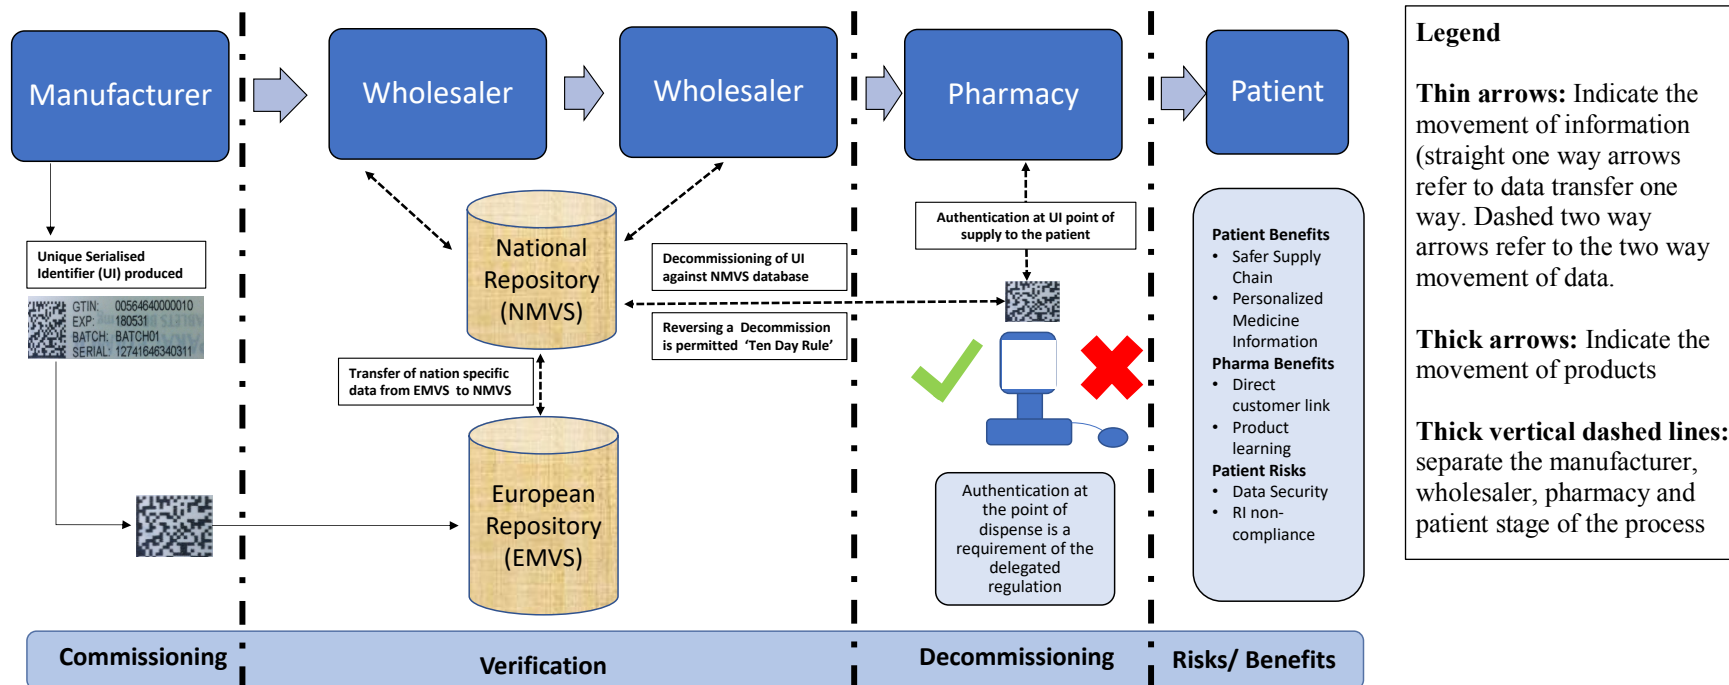 Manufacturer
Wholesaler
Wholesaler
Pharmacy
Patient
Unique Serialised
Identifier (UI) produced
GTIN: 00564640000010
EXP: 180531
BATCH: BATCH01
SERIAL: 12741646340311
National
Repository
(NMVS)
Decommissioning of UI
against NMVS database
Reversing a Decommission
is permitted ‘Ten Day Rule’
Transfer of nation specific
data from EMVS to NMVS
European
Repository
(EMVS)
Authentication at UI point of
supply to the patient
Authentication at
the point of
dispense is a
requirement of the
delegated
regulation
Patient Benefits
• Safer Supply
Chain
• Personalized
Medicine
Information
Pharma Benefits
• Direct
customer link
• Product
learning
Patient Risks
• Data Security
• RI non-
compliance
Commissioning
Verification
Decommissioning
Risks/ Benefits
Legend
Thin arrows: Indicate the
movement of information
(straight one way arrows
refer to data transfer one
way. Dashed two way
arrows refer to the two way
movement of data.
Thick arrows: Indicate the
movement of products
Thick vertical dashed lines:
separate the manufacturer,
wholesaler, pharmacy and
patient stage of the process